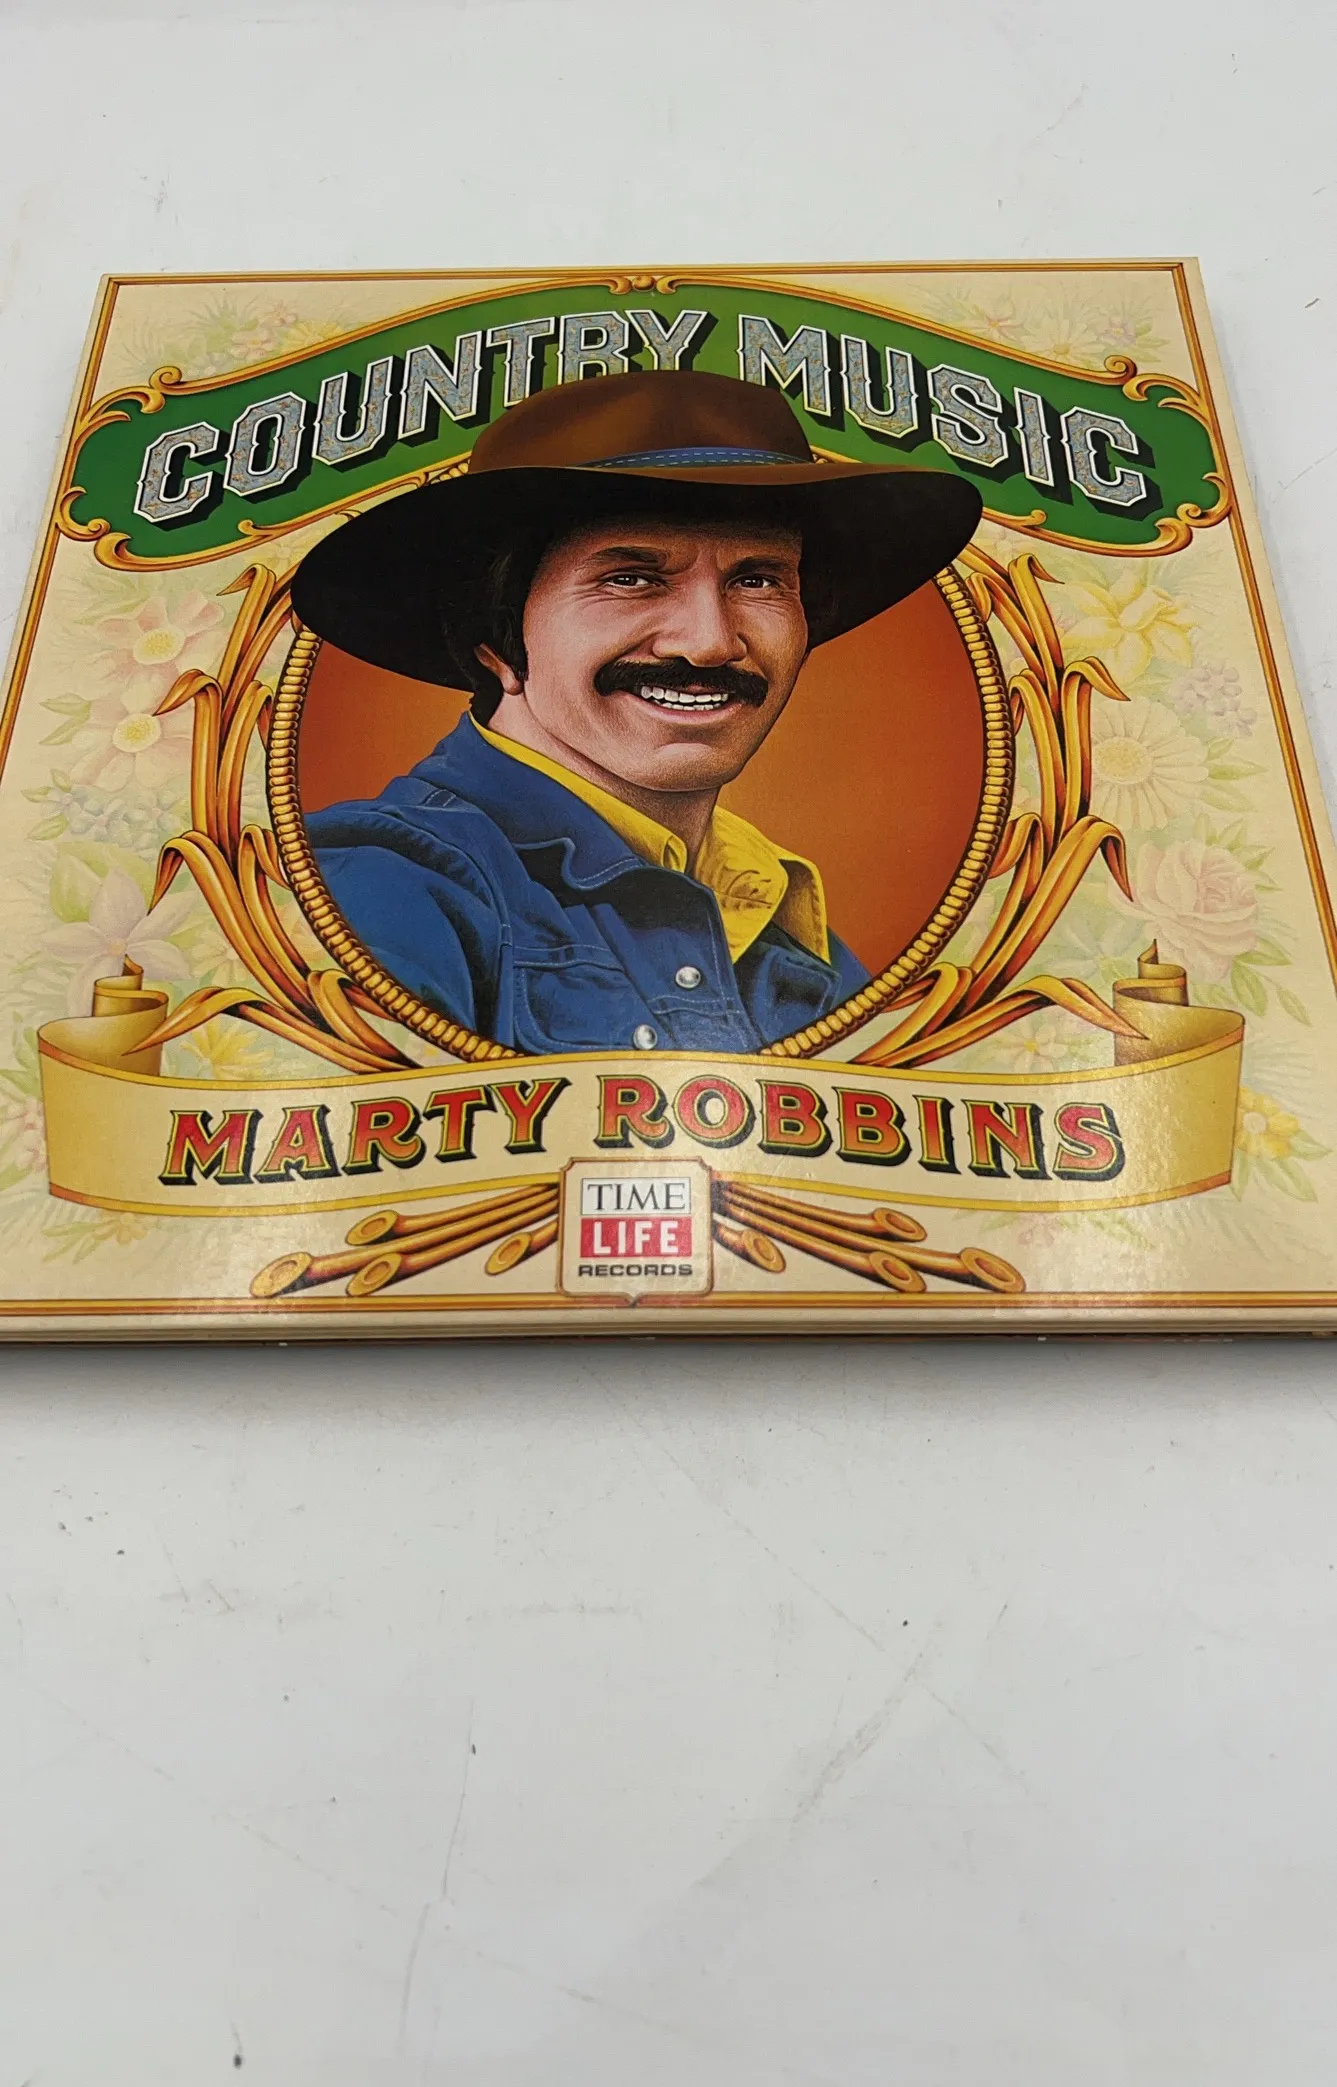 COUNTRY MUSIC
MARTY ROBBINS
TIME
LIFE
RECORDS